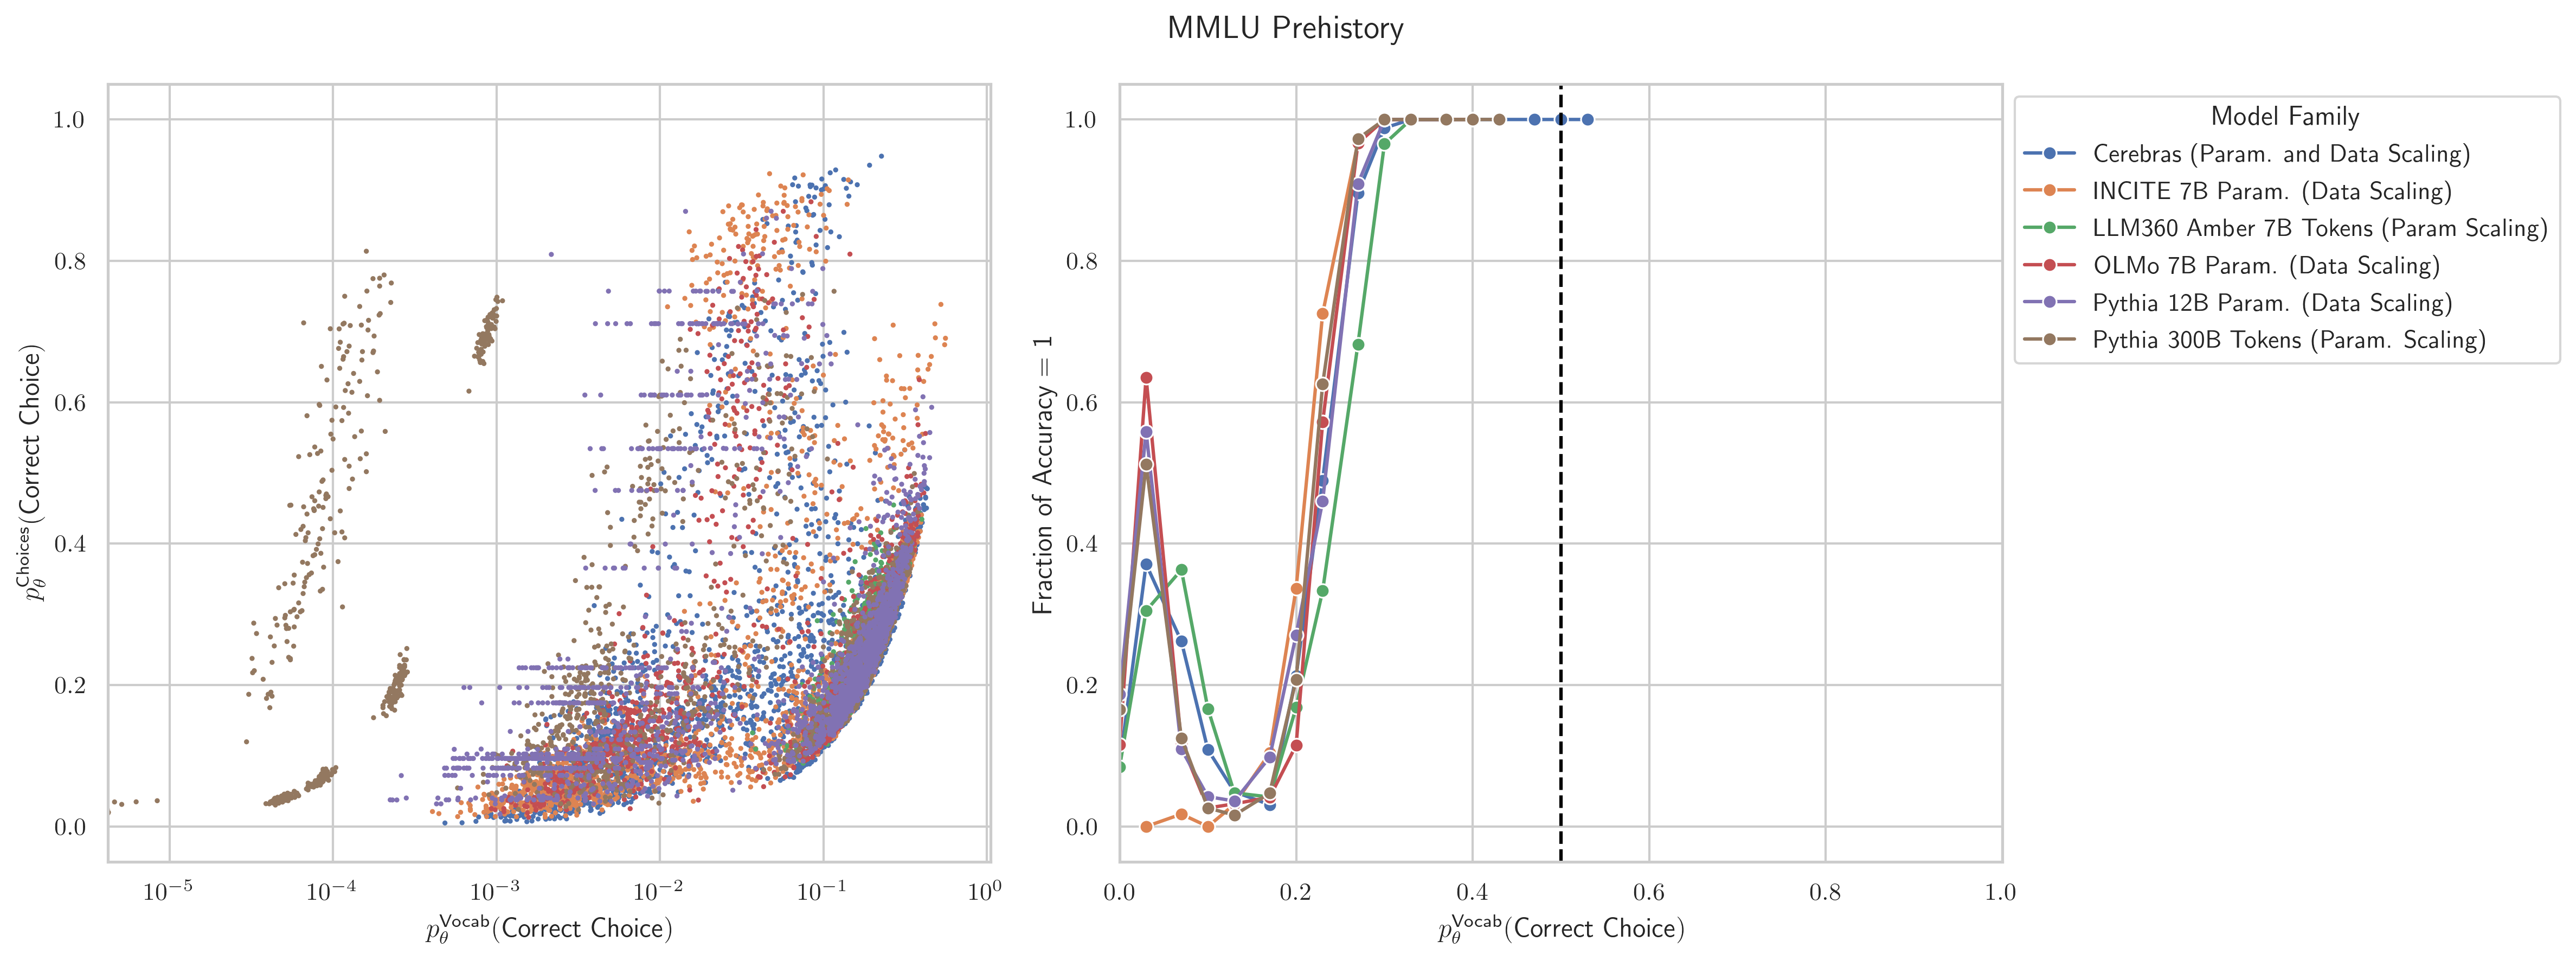 MMLU Prehistory
1.0
0.8
0.6
0.4
0.2
0.0
p_θ^Choices(Correct Choice)
10^−5 10^−4 10^−3 10^−2 10^−1 10^0
p_θ^Vocab(Correct Choice)
1.0
0.8
0.6
0.4
0.2
0.0
Fraction of Accuracy = 1
0.0 0.2 0.4 0.6 0.8 1.0
p_θ^Vocab(Correct Choice)
Model Family
Cerebras (Param. and Data Scaling)
INCITE 7B Param. (Data Scaling)
LLM360 Amber 7B Tokens (Param Scaling)
OLMo 7B Param. (Data Scaling)
Pythia 12B Param. (Data Scaling)
Pythia 300B Tokens (Param. Scaling)